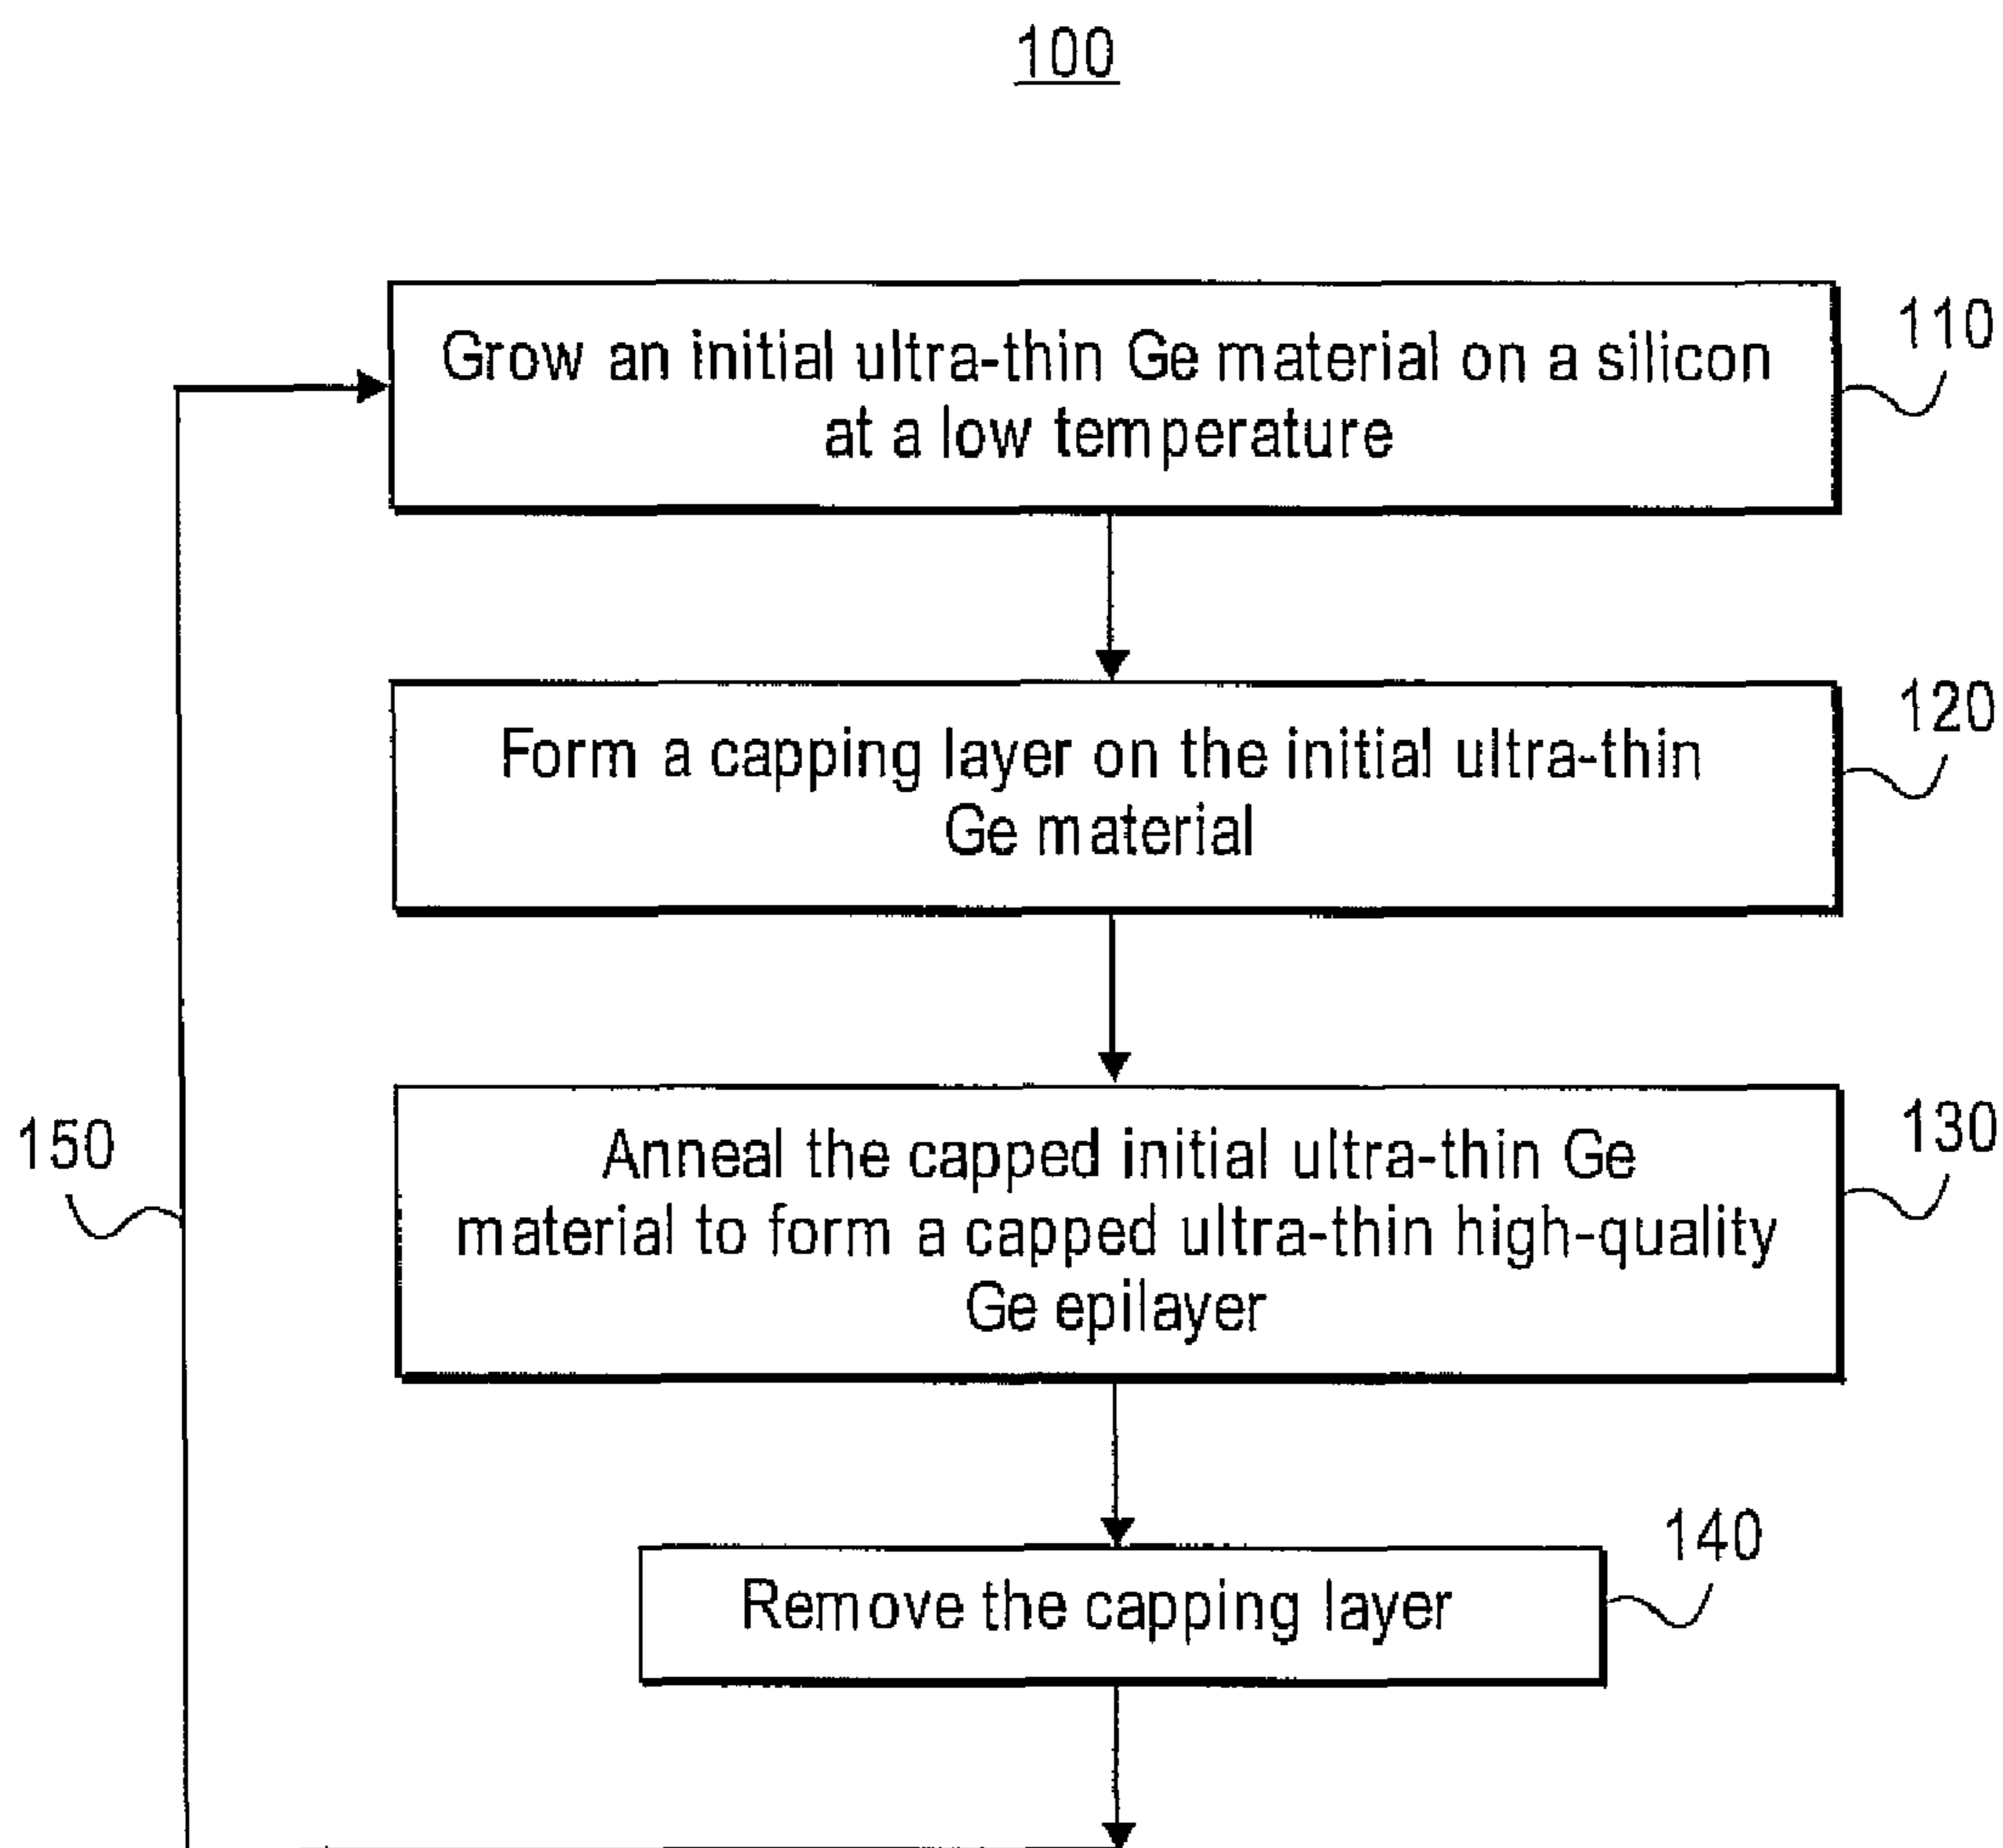 100
Grow an initial ultra-thin Ge material on a silicon
at a low temperature
110
Form a capping layer on the initial ultra-thin
Ge material
120
Anneal the capped initial ultra-thin Ge
material to form a capped ultra-thin high-quality
Ge epilayer
130
150
Remove the capping layer
140